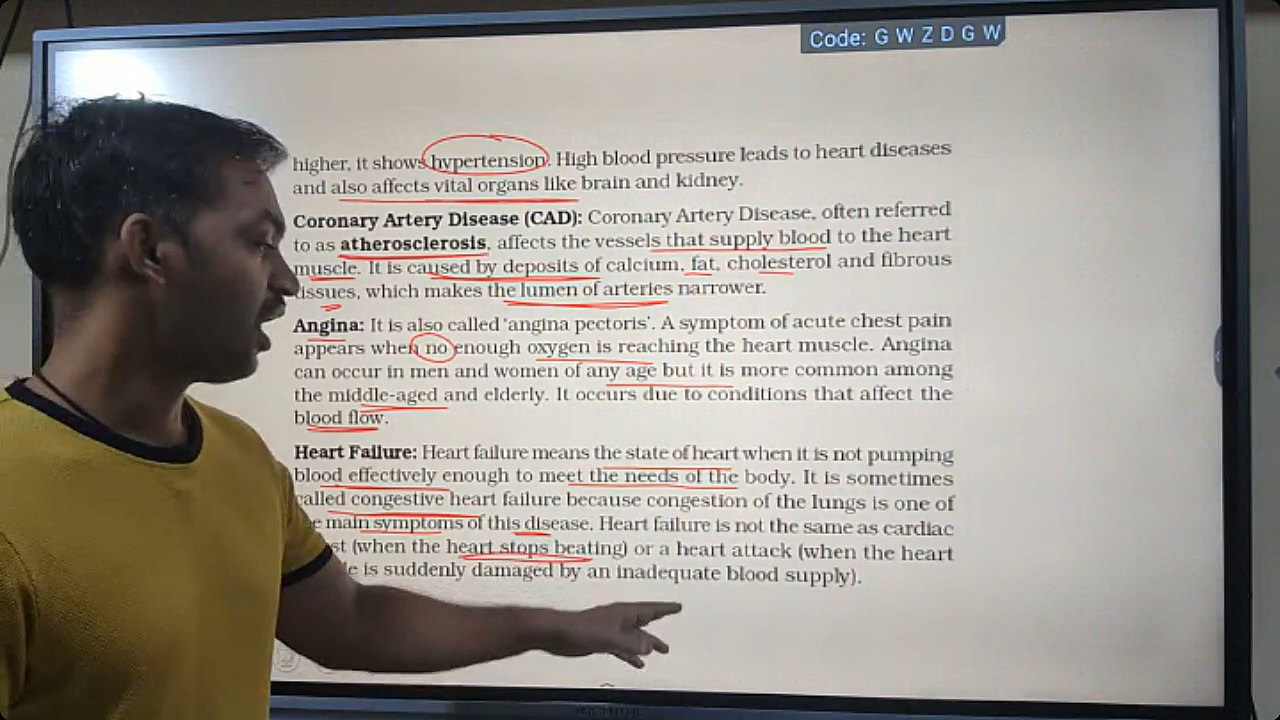 Code: G W Z D G W
higher, it shows hypertension. High blood pressure leads to heart diseases
and also affects vital organs like brain and kidney.
Coronary Artery Disease (CAD): Coronary Artery Disease, often referred
to as atherosclerosis, affects the vessels that supply blood to the heart
muscle. It is caused by deposits of calcium, fat, cholesterol and fibrous
tissues, which makes the lumen of arteries narrower.
Angina: It is also called 'angina pectoris'. A symptom of acute chest pain
appears when no enough oxygen is reaching the heart muscle. Angina
can occur in men and women of any age but it is more common among
the middle-aged and elderly. It occurs due to conditions that affect the
blood flow.
Heart Failure: Heart failure means the state of heart when it is not pumping
blood effectively enough to meet the needs of the body. It is sometimes
called congestive heart failure because congestion of the lungs is one of
main symptoms of this disease. Heart failure is not the same as cardiac
(when the heart stops beating) or a heart attack (when the heart
is suddenly damaged by an inadequate blood supply).